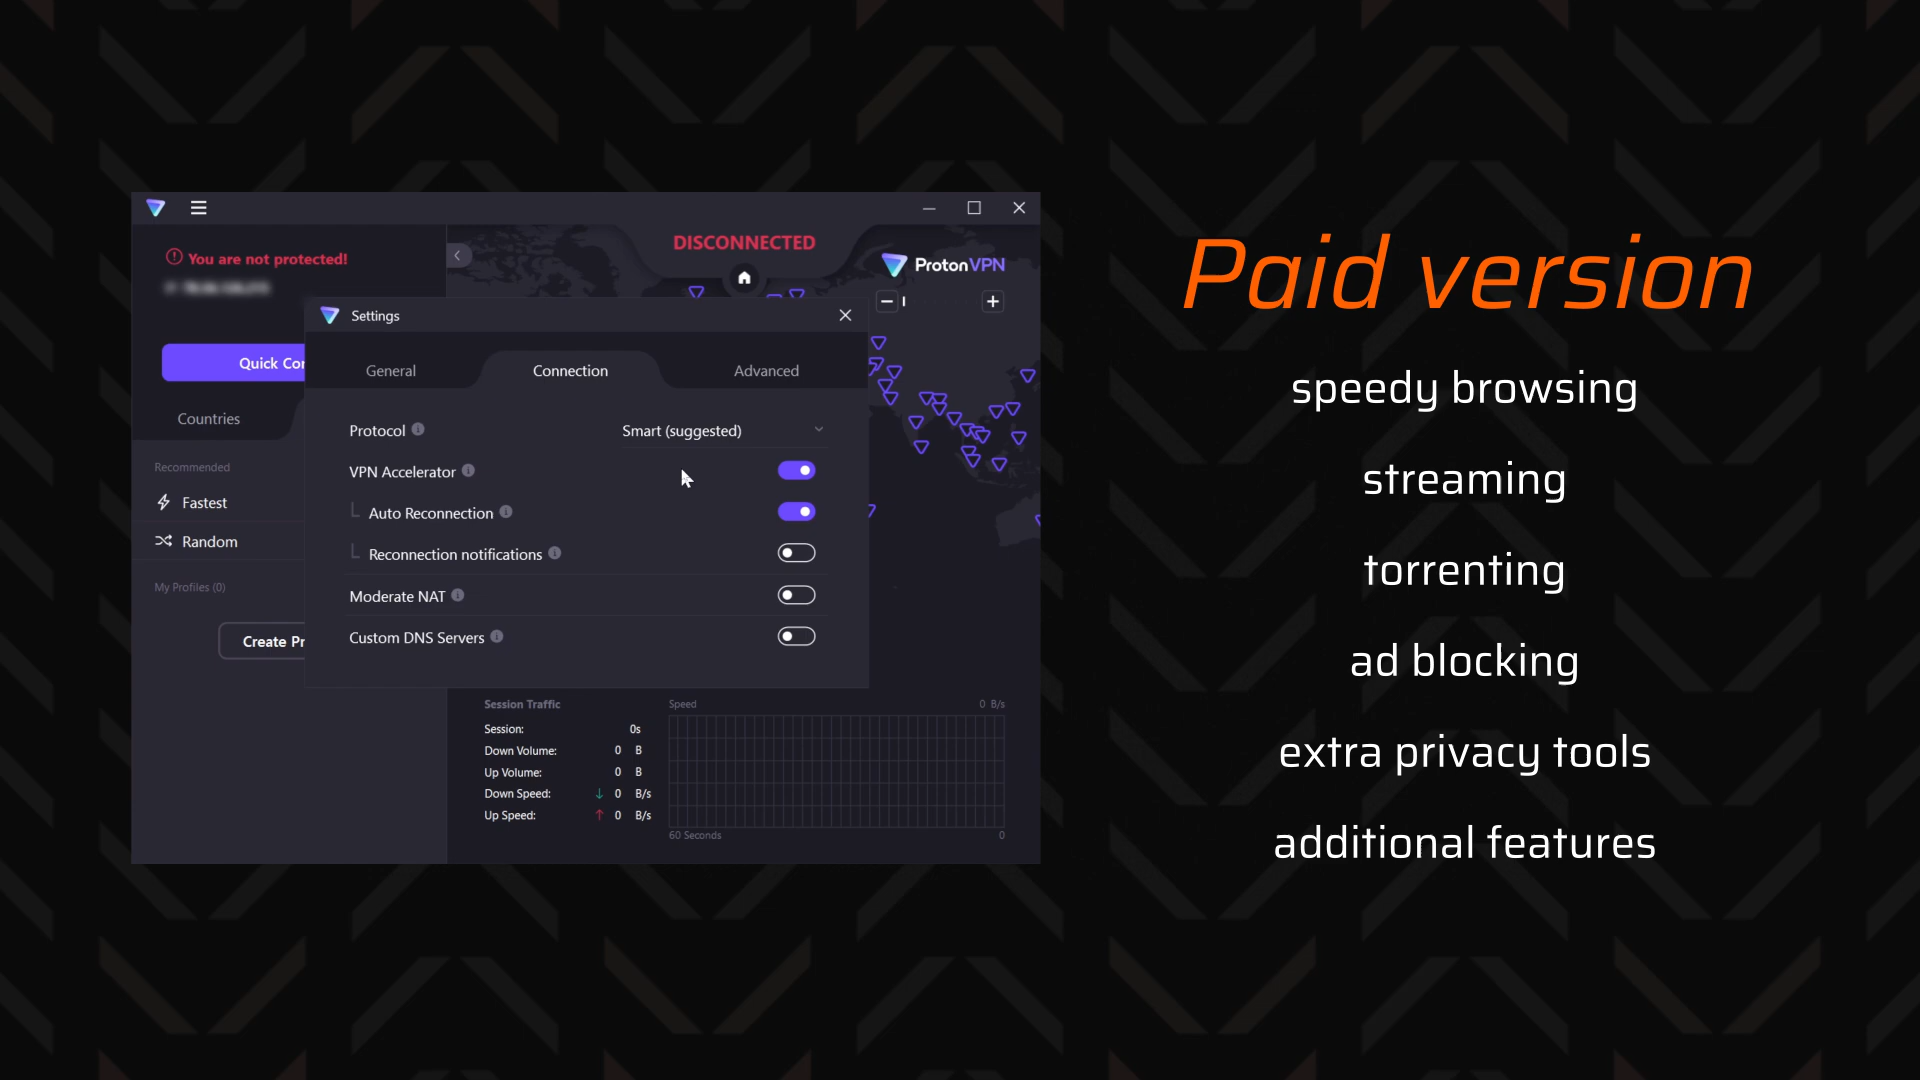 DISCONNECTED
You are not protected!
ProtonVPN
Settings
Quick Con
General
Connection
Advanced
Countries
Protocol
Smart (suggested)
Recommended
VPN Accelerator
Fastest
Auto Reconnection
Random
Reconnection notifications
My Profiles (0)
Moderate NAT
Create Pr
Custom DNS Servers
Session Traffic
Speed
0 B/s
Session: 0s
Down Volume: 0 B
Up Volume: 0 B
Down Speed: 0 B/s
Up Speed: 0 B/s
60 Seconds
0
Paid version
speedy browsing
streaming
torrenting
ad blocking
extra privacy tools
additional features